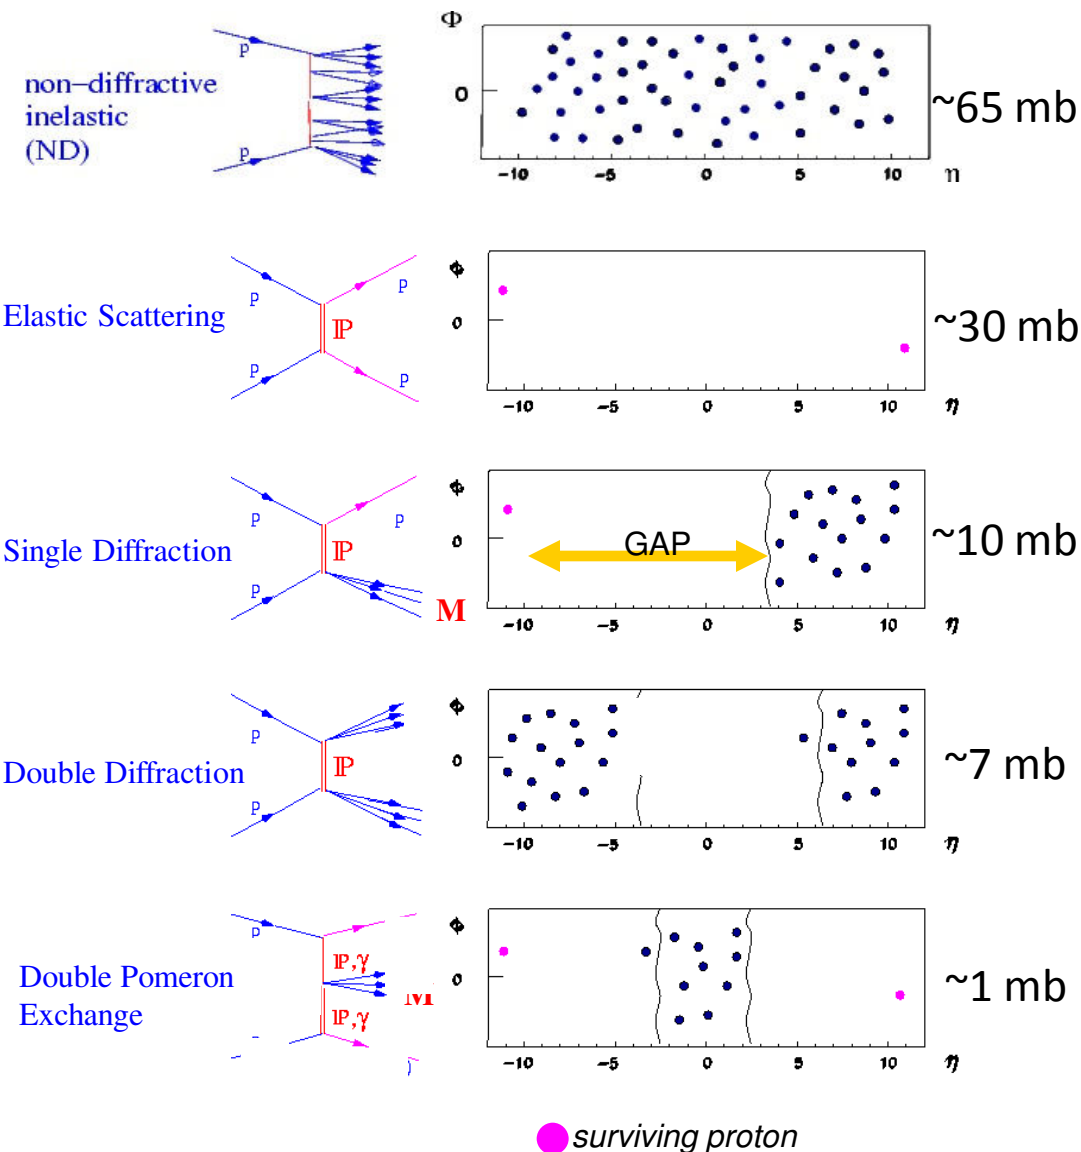 Φ
p
non-diffractive
inelastic
(ND)
0
~65 mb
p
-10 -5 0 5 10 η
Φ
p p
Elastic Scattering
ℙ
0
~30 mb
p p
-10 -5 0 5 10 η
Φ
p p
Single Diffraction
ℙ
0
GAP
~10 mb
p
M
-10 -5 0 5 10 η
Φ
p
Double Diffraction
ℙ
0
~7 mb
p
-10 -5 0 5 10 η
Φ
p
ℙ,γ
Double Pomeron
Exchange
M
0
~1 mb
ℙ,γ
-10 -5 0 5 10 η
surviving proton